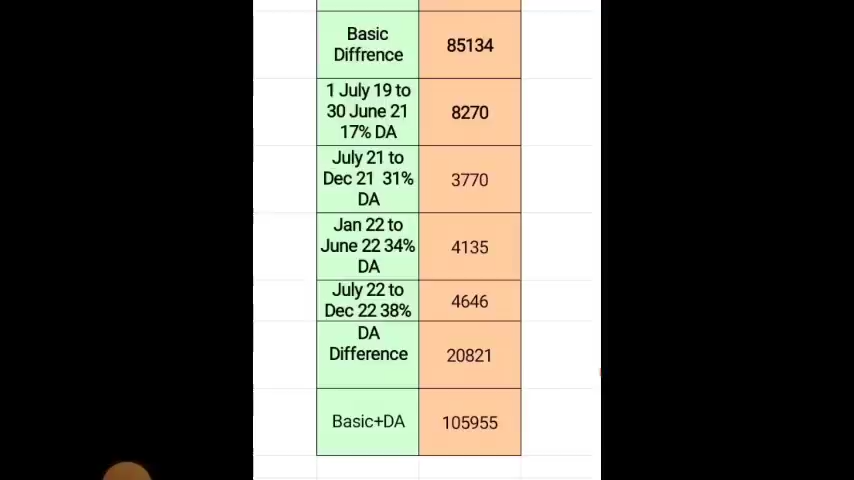 Basic
Diffrence
85134
1 July 19 to
30 June 21
17% DA
8270
July 21 to
Dec 21 31%
DA
3770
Jan 22 to
June 22 34%
DA
4135
July 22 to
Dec 22 38%
4646
DA
Difference
20821
Basic+DA
105955